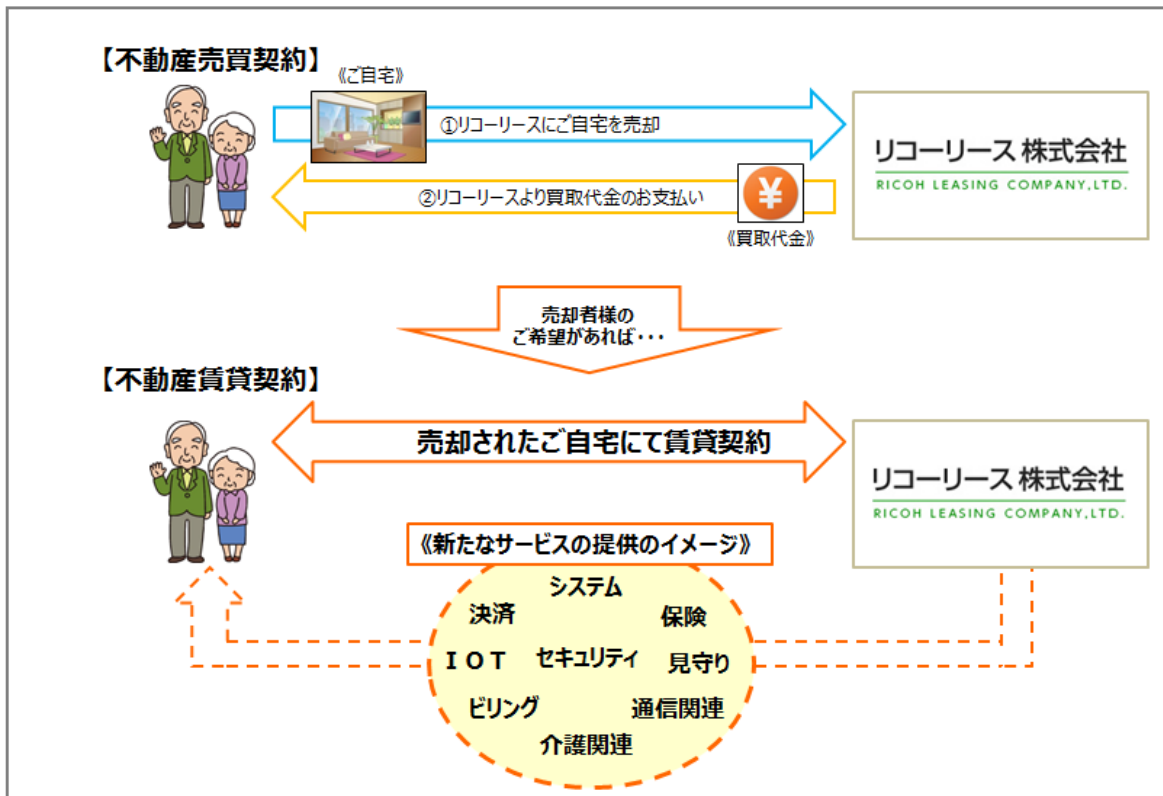 【不動産売買契約】
《ご自宅》
①リコーリースにご自宅を売却
②リコーリースより買取代金のお支払い
¥
《買取代金》
リコーリース 株式会社
RICOH LEASING COMPANY,LTD.
売却者様の
ご希望があれば・・・
【不動産賃貸契約】
売却されたご自宅にて賃貸契約
リコーリース 株式会社
RICOH LEASING COMPANY,LTD.
《新たなサービスの提供のイメージ》
システム
決済
保険
ＩＯＴ
セキュリティ
見守り
ビリング
通信関連
介護関連